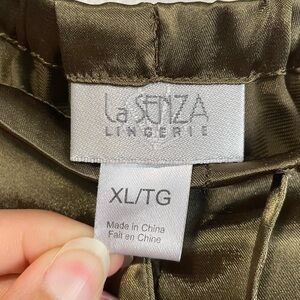 La SENZA
LINGERIE
XL/TG
Made in China
Fait en Chine